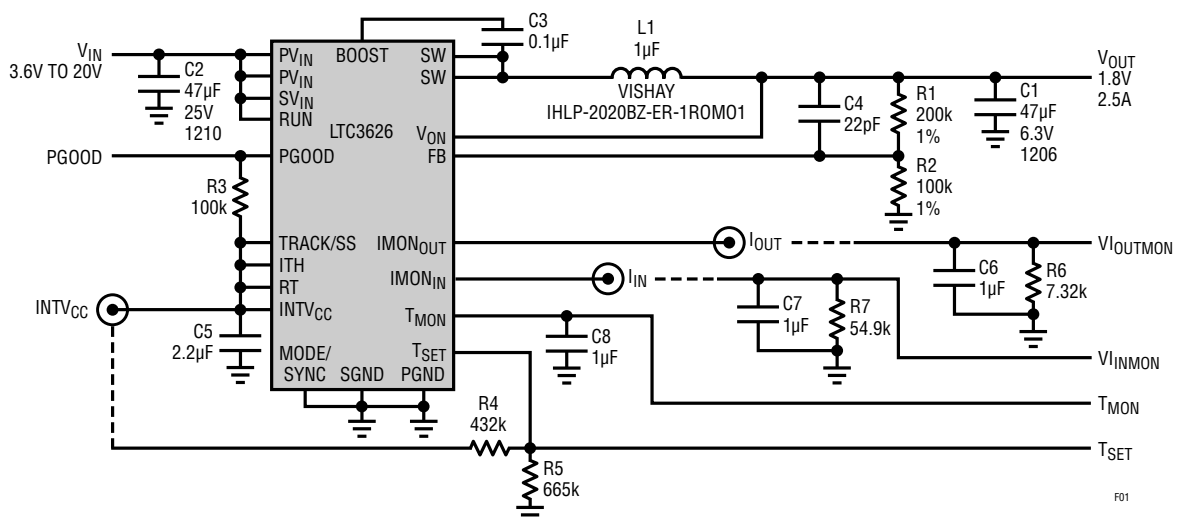 VIN
3.6V TO 20V
C2
47µF
25V
1210
PVIN
PVIN
SVIN
RUN
BOOST
SW
SW
LTC3626
VON
FB
PGOOD
PGOOD
R3
100k
TRACK/SS
ITH
RT
INTVCC
INTVCC
C5
2.2µF
MODE/
SYNC
SGND
PGND
IMONOUT
IMONIN
TMON
TSET
C3
0.1µF
L1
1µF
VISHAY
IHLP-2020BZ-ER-1ROMO1
C4
22pF
R1
200k
1%
R2
100k
1%
C1
47µF
6.3V
1206
VOUT
1.8V
2.5A
IOUT
IIN
C6
1µF
R6
7.32k
VIOUTMON
C7
1µF
R7
54.9k
VIINMON
C8
1µF
TMON
R4
432k
R5
665k
TSET
F01